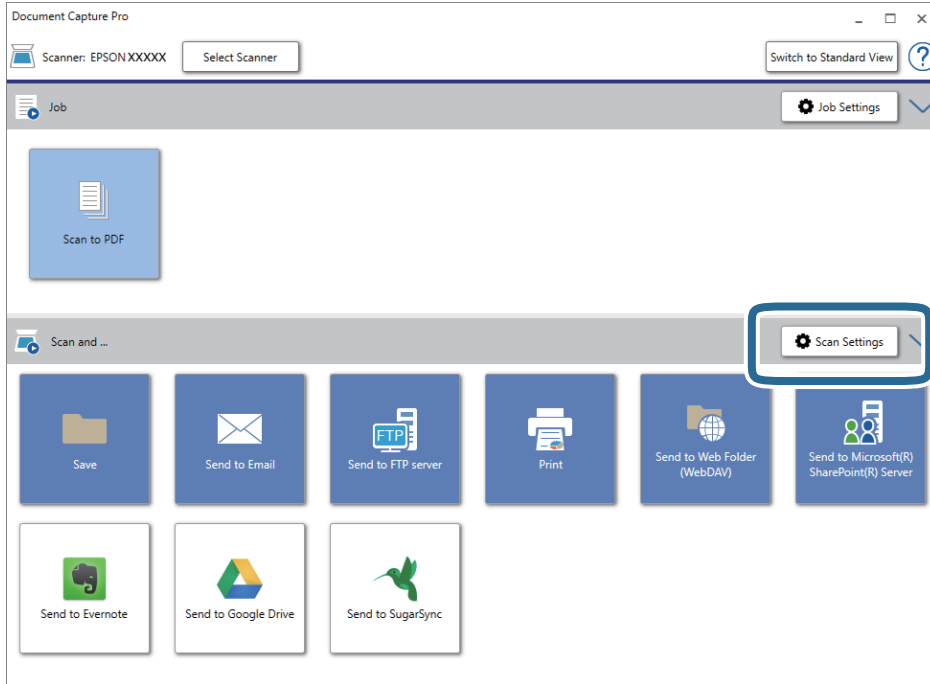 Document Capture Pro
Scanner: EPSON XXXXX
Select Scanner
Switch to Standard View
?
Job
Job Settings
Scan to PDF
Scan and ...
Scan Settings
Save
Send to Email
FTP
Send to FTP server
Print
Send to Web Folder
(WebDAV)
Send to Microsoft(R)
SharePoint(R) Server
Send to Evernote
Send to Google Drive
Send to SugarSync